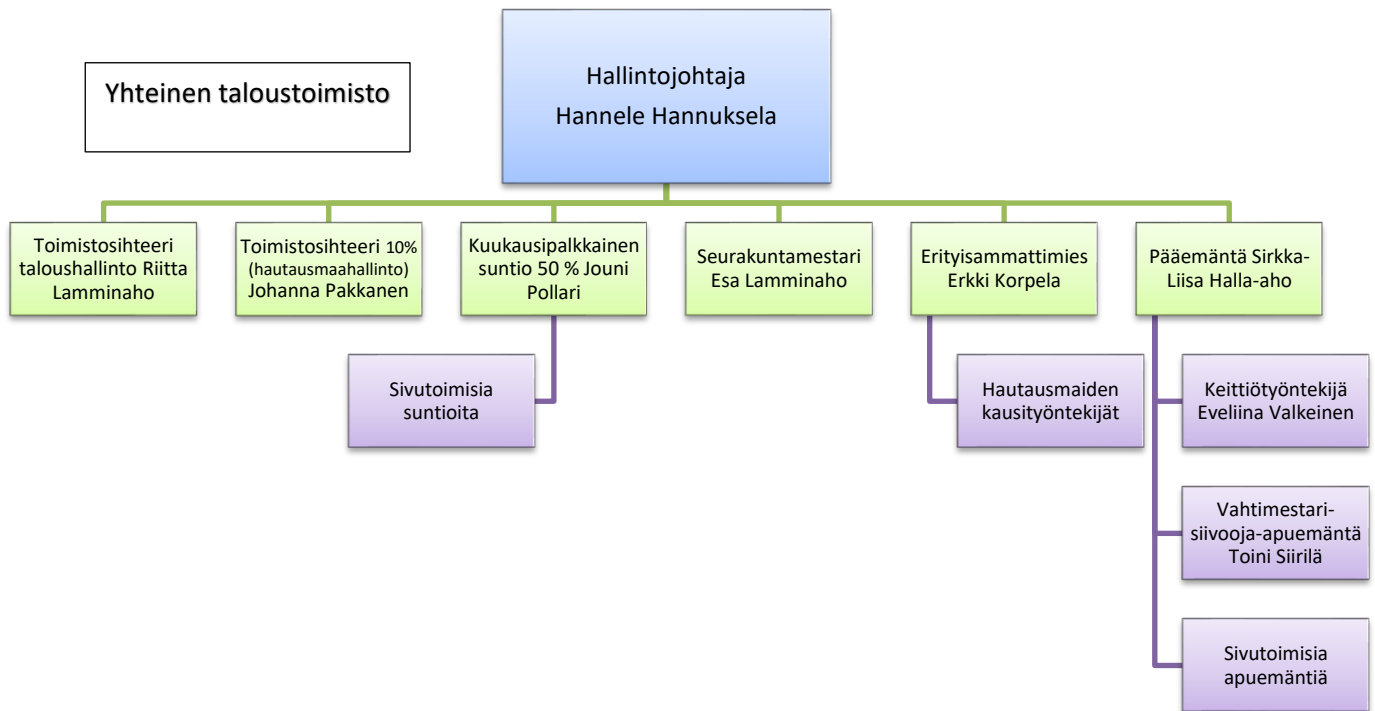 Yhteinen taloustoimisto
Hallintojohtaja
Hannele Hannuksela
Toimistosihteeri
taloushallinto Riitta
Lamminaho
Toimistosihteeri 10%
(hautausmaahallinto)
Johanna Pakkanen
Kuukausipalkkainen
suntio 50 % Jouni
Pollari
Seurakuntamestari
Esa Lamminaho
Erityisammattimies
Erkki Korpela
Pääemäntä Sirkka-
Liisa Halla-aho
Sivutoimisia
suntioita
Hautausmaiden
kausityöntekijät
Keittiötyöntekijä
Eveliina Valkeinen
Vahtimestari-
siivooja-apuemäntä
Toini Siirilä
Sivutoimisia
apuemäntiä